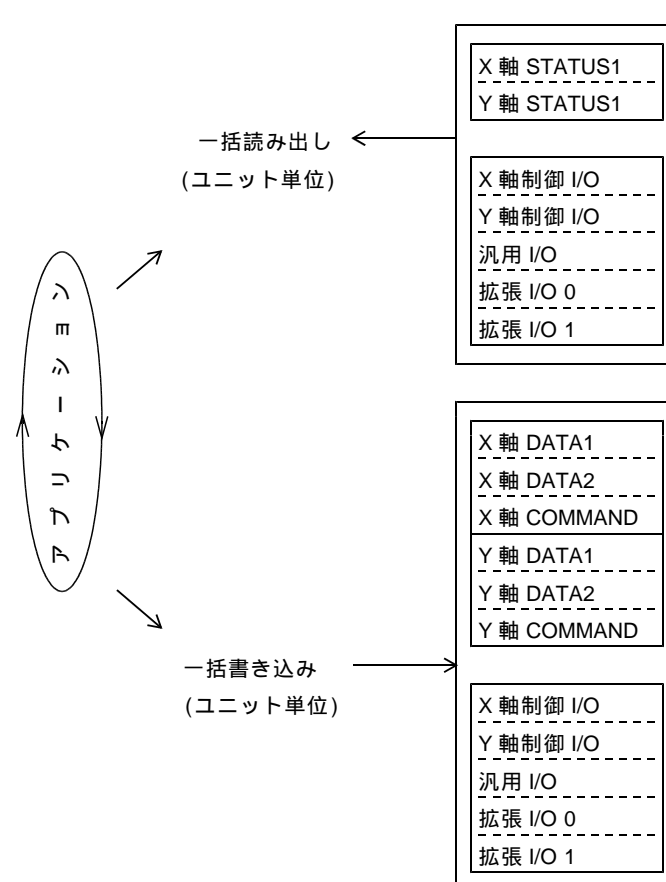 X 軸 STATUS1
Y 軸 STATUS1
一括読み出し
(ユニット単位)
X 軸制御 I/O
Y 軸制御 I/O
汎用 I/O
拡張 I/O 0
拡張 I/O 1
アプリケーション
X 軸 DATA1
X 軸 DATA2
X 軸 COMMAND
Y 軸 DATA1
Y 軸 DATA2
Y 軸 COMMAND
一括書き込み
(ユニット単位)
X 軸制御 I/O
Y 軸制御 I/O
汎用 I/O
拡張 I/O 0
拡張 I/O 1